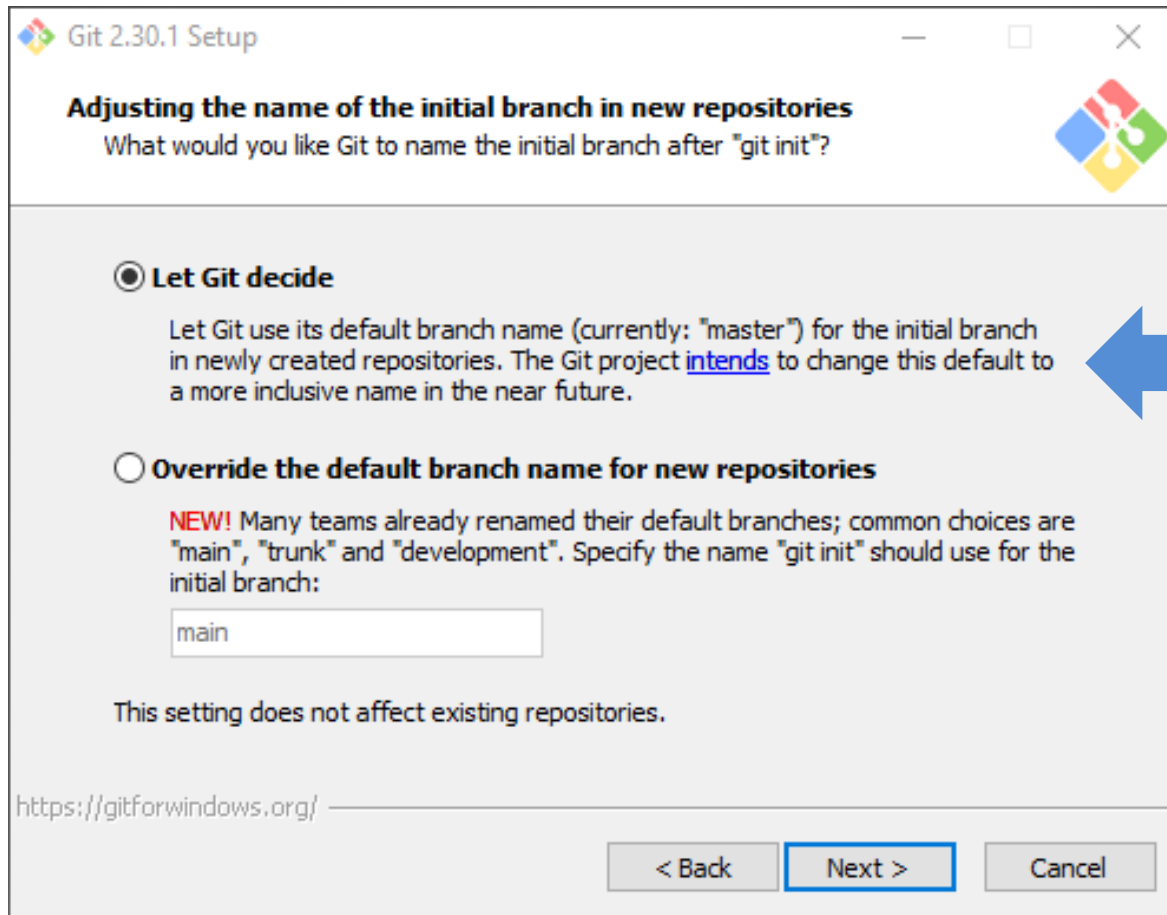 Git 2.30.1 Setup
Adjusting the name of the initial branch in new repositories
What would you like Git to name the initial branch after "git init"?
Let Git decide
Let Git use its default branch name (currently: "master") for the initial branch
in newly created repositories. The Git project intends to change this default to
a more inclusive name in the near future.
Override the default branch name for new repositories
NEW! Many teams already renamed their default branches; common choices are
"main", "trunk" and "development". Specify the name "git init" should use for the
initial branch:
main
This setting does not affect existing repositories.
https://gitforwindows.org/
< Back Next > Cancel